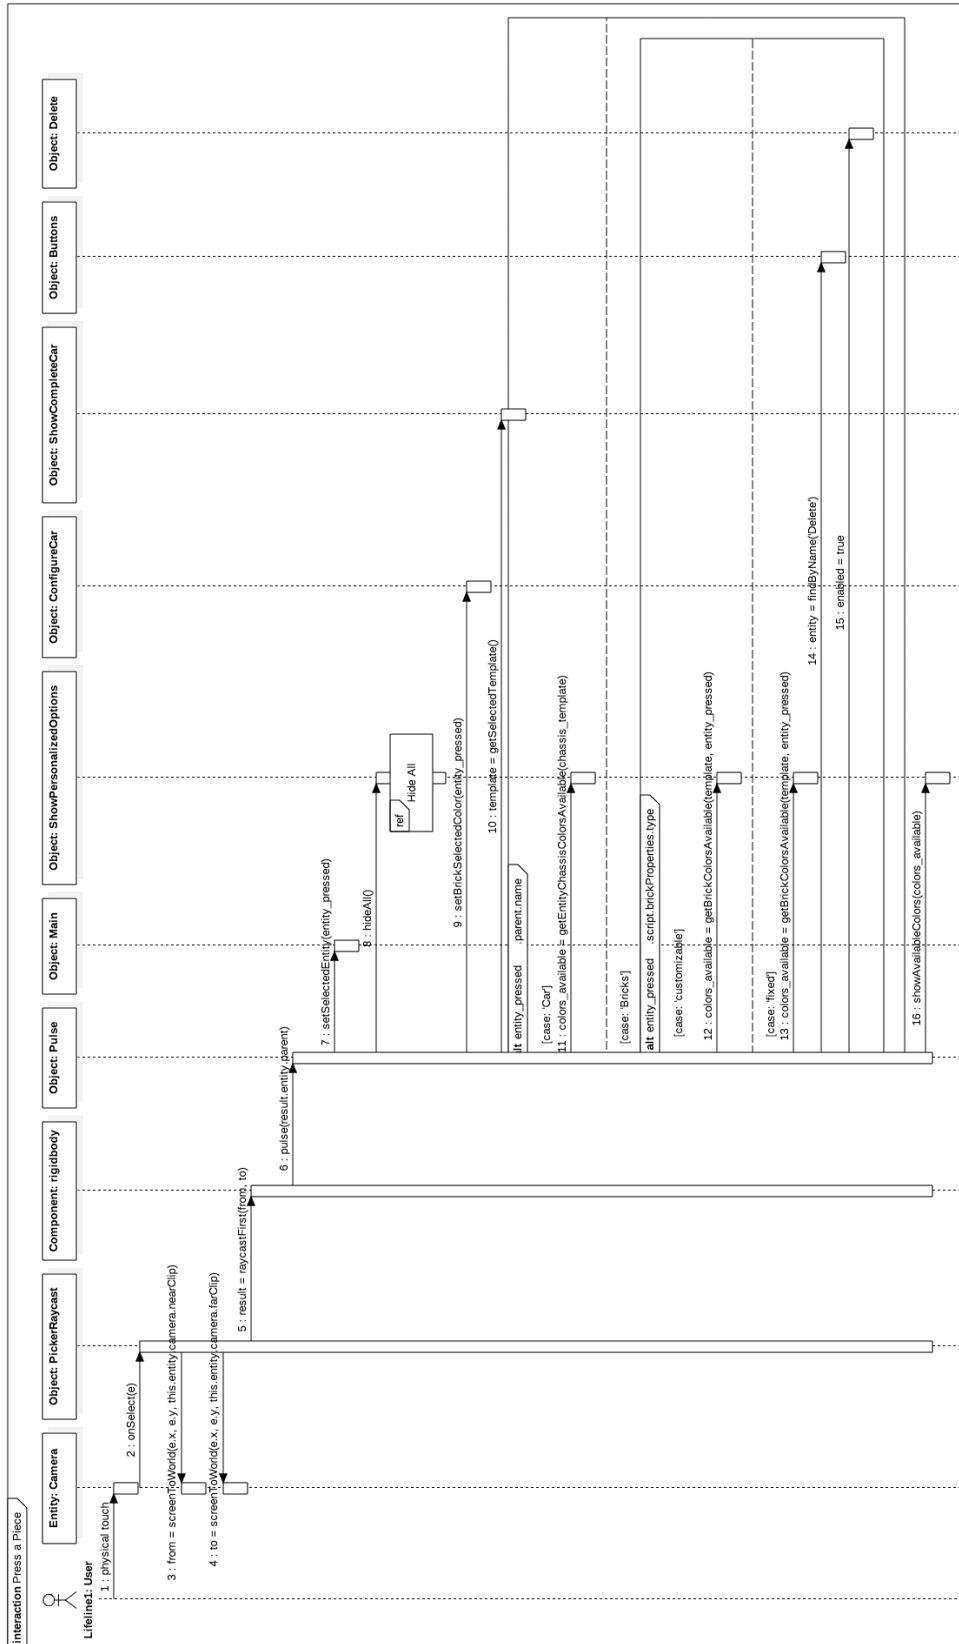 interaction Press a Piece
Lifeline1: User
Entity: Camera
Object: PickerRaycast
Component: rigidbody
Object: Pulse
Object: Main
Object: ShowPersonalizedOptions
Object: ConfigureCar
Object: ShowCompleteCar
Object: Buttons
Object: Delete
1 : physical touch
2 : onSelect(e)
3 : from = screenToWorld(e.x, e.y, this.entity.camera.nearClip)
4 : to = screenToWorld(e.x, e.y, this.entity.camera.farClip)
5 : result = raycastFirst(from, to)
6 : pulse(result.entity.parent)
7 : setSelectedEntity(entity_pressed)
8 : hideAll()
ref
Hide All
9 : setBrickSelectedColor(entity_pressed)
10 : template = getSelectedTemplate()
alt entity_pressed .parent.name
[case: 'Car']
11 : colors_available = getEntityChassisColorsAvailable(chassis_template)
[case: 'Bricks']
alt entity_pressed .script.brickProperties.type
[case: 'customizable']
12 : colors_available = getBrickColorsAvailable(template, entity_pressed)
[case: 'fixed']
13 : colors_available = getBrickColorsAvailable(template, entity_pressed)
14 : entity = findByName('Delete')
15 : enabled = true
16 : showAvailableColors(colors_available)